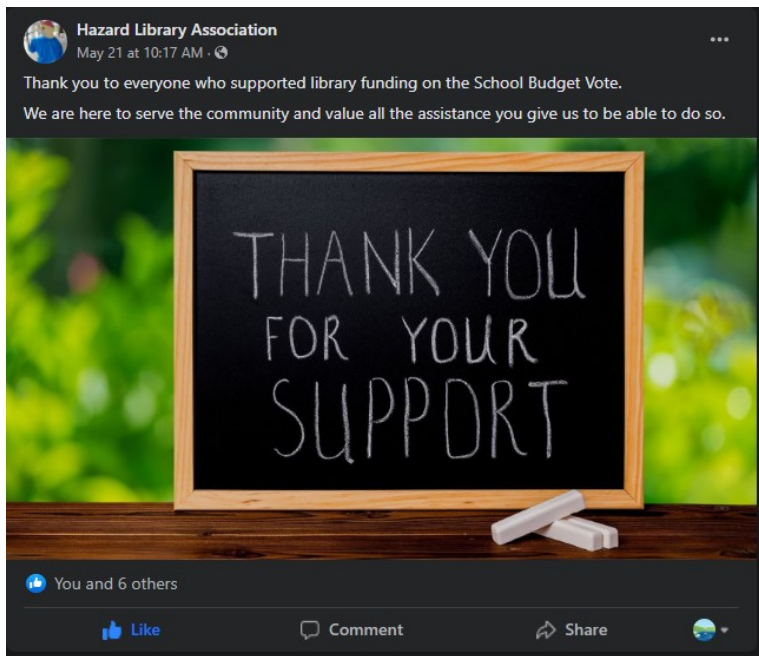 Hazard Library Association
May 21 at 10:17 AM ·
Thank you to everyone who supported library funding on the School Budget Vote.
We are here to serve the community and value all the assistance you give us to be able to do so.
THANK YOU
FOR YOUR
SUPPORT
You and 6 others
Like Comment Share